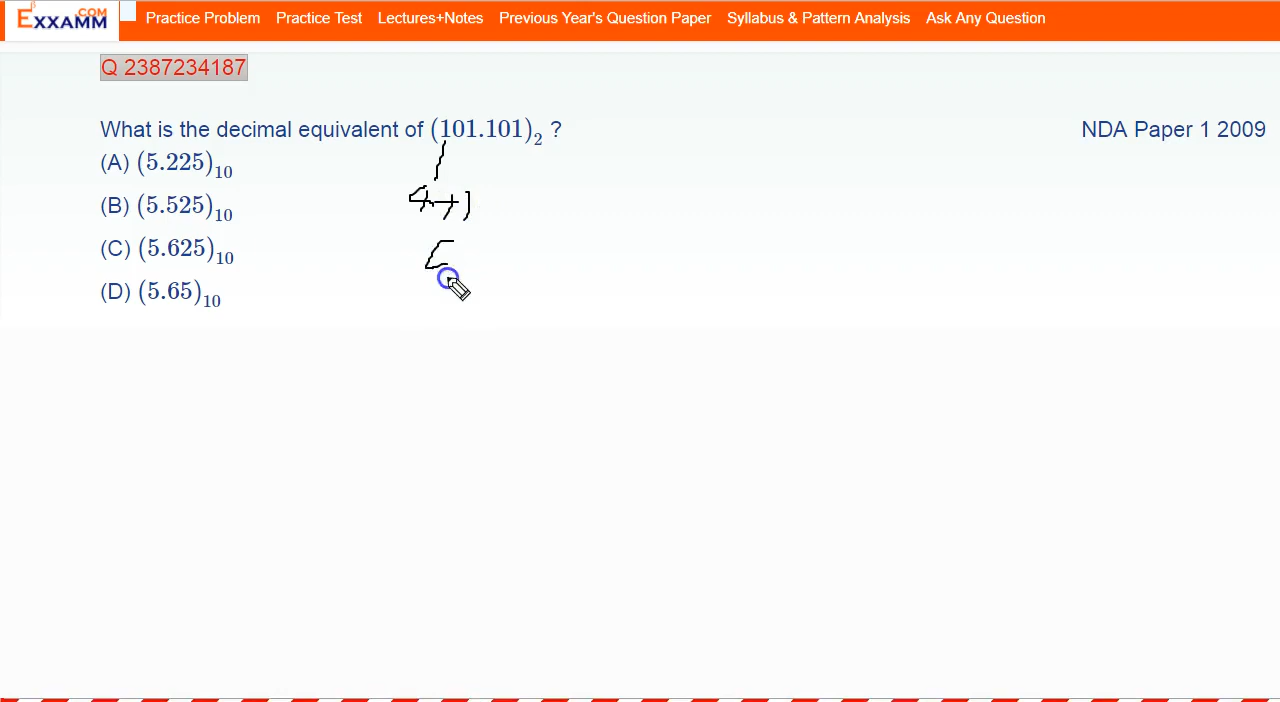 β
EXXAMM .COM Practice Problem Practice Test Lectures+Notes Previous Year's Question Paper Syllabus & Pattern Analysis Ask Any Question
Q 2387234187
What is the decimal equivalent of (101.101)₂ ? NDA Paper 1 2009
(A) (5.225)₁₀
(B) (5.525)₁₀
4+1
(C) (5.625)₁₀
(D) (5.65)₁₀